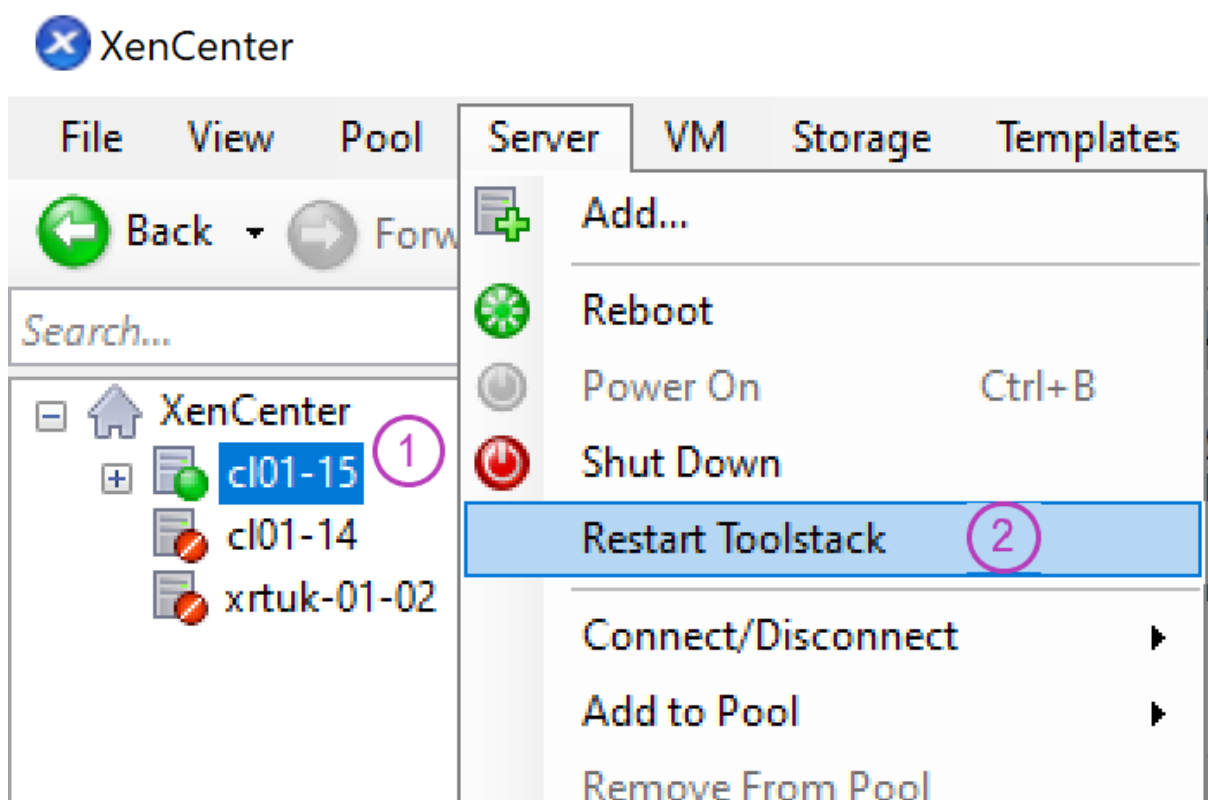 XenCenter
File View Pool Server VM Storage Templates
Back Forw
Add...
Search...
Reboot
Power On Ctrl+B
Shut Down
Restart Toolstack 2
Connect/Disconnect
Add to Pool
Remove From Pool
XenCenter
cl01-15 1
cl01-14
xrtuk-01-02